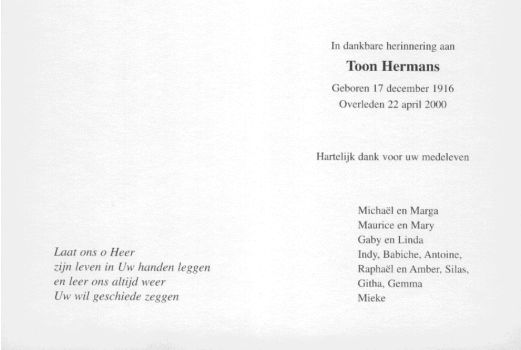 Laat ons o Heer
zijn leven in Uw handen leggen
en leer ons altijd weer
Uw wil geschiede zeggen
In dankbare herinnering aan
Toon Hermans
Geboren 17 december 1916
Overleden 22 april 2000
Hartelijk dank voor uw medeleven
Michaël en Marga
Maurice en Mary
Gaby en Linda
Indy, Babiche, Antoine,
Raphaël en Amber, Silas,
Githa, Gemma
Mieke